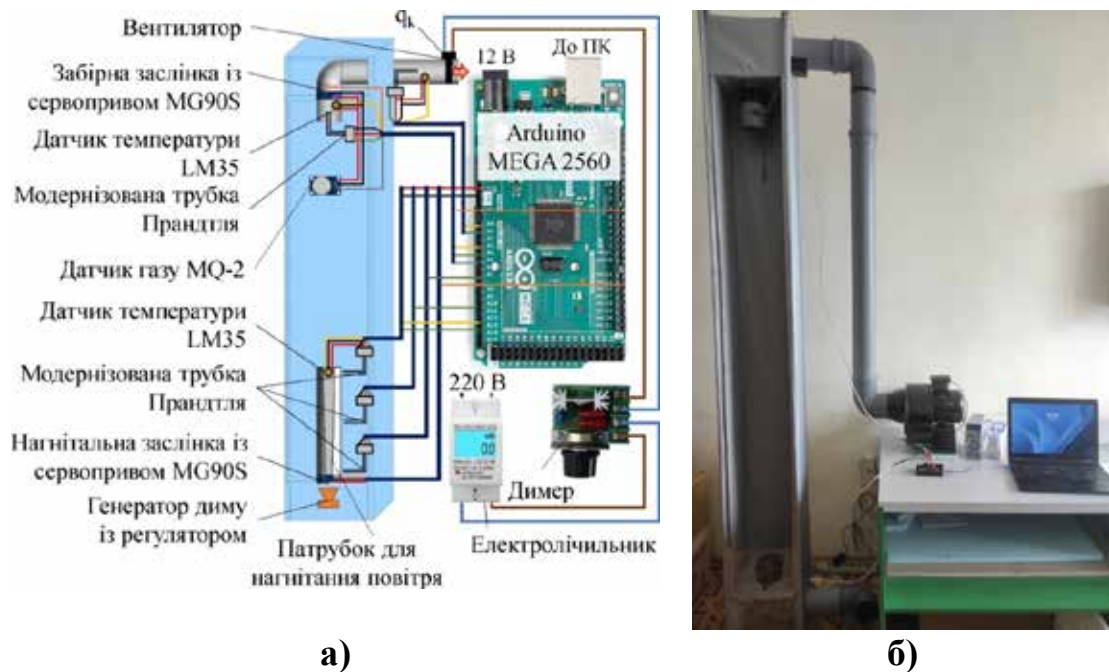 Вентилятор
q_k
12 В
До ПК
Забірна заслінка із
сервопривом MG90S
Arduino
MEGA 2560
Датчик температури
LM35
Модернізована трубка
Прандтля
Датчик газу MQ-2
Датчик температури
LM35
Модернізована трубка
Прандтля
220 В
Нагнітальна заслінка із
сервопривом MG90S
Димер
Генератор диму
із регулятором
Патрубок для
нагнітання повітря
Електролічильник
а)
б)